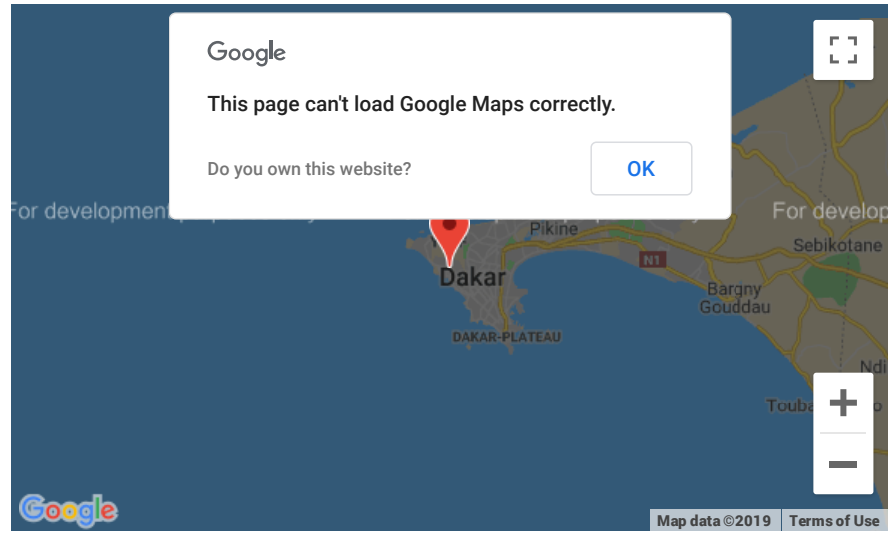 Google
This page can't load Google Maps correctly.
Do you own this website?
OK
For development
For develop
Pikine
Sebikotane
N1
Dakar
Bargny
Gouddau
DAKAR-PLATEAU
Ndi
Touba
o
Google
Map data ©2019
Terms of Use